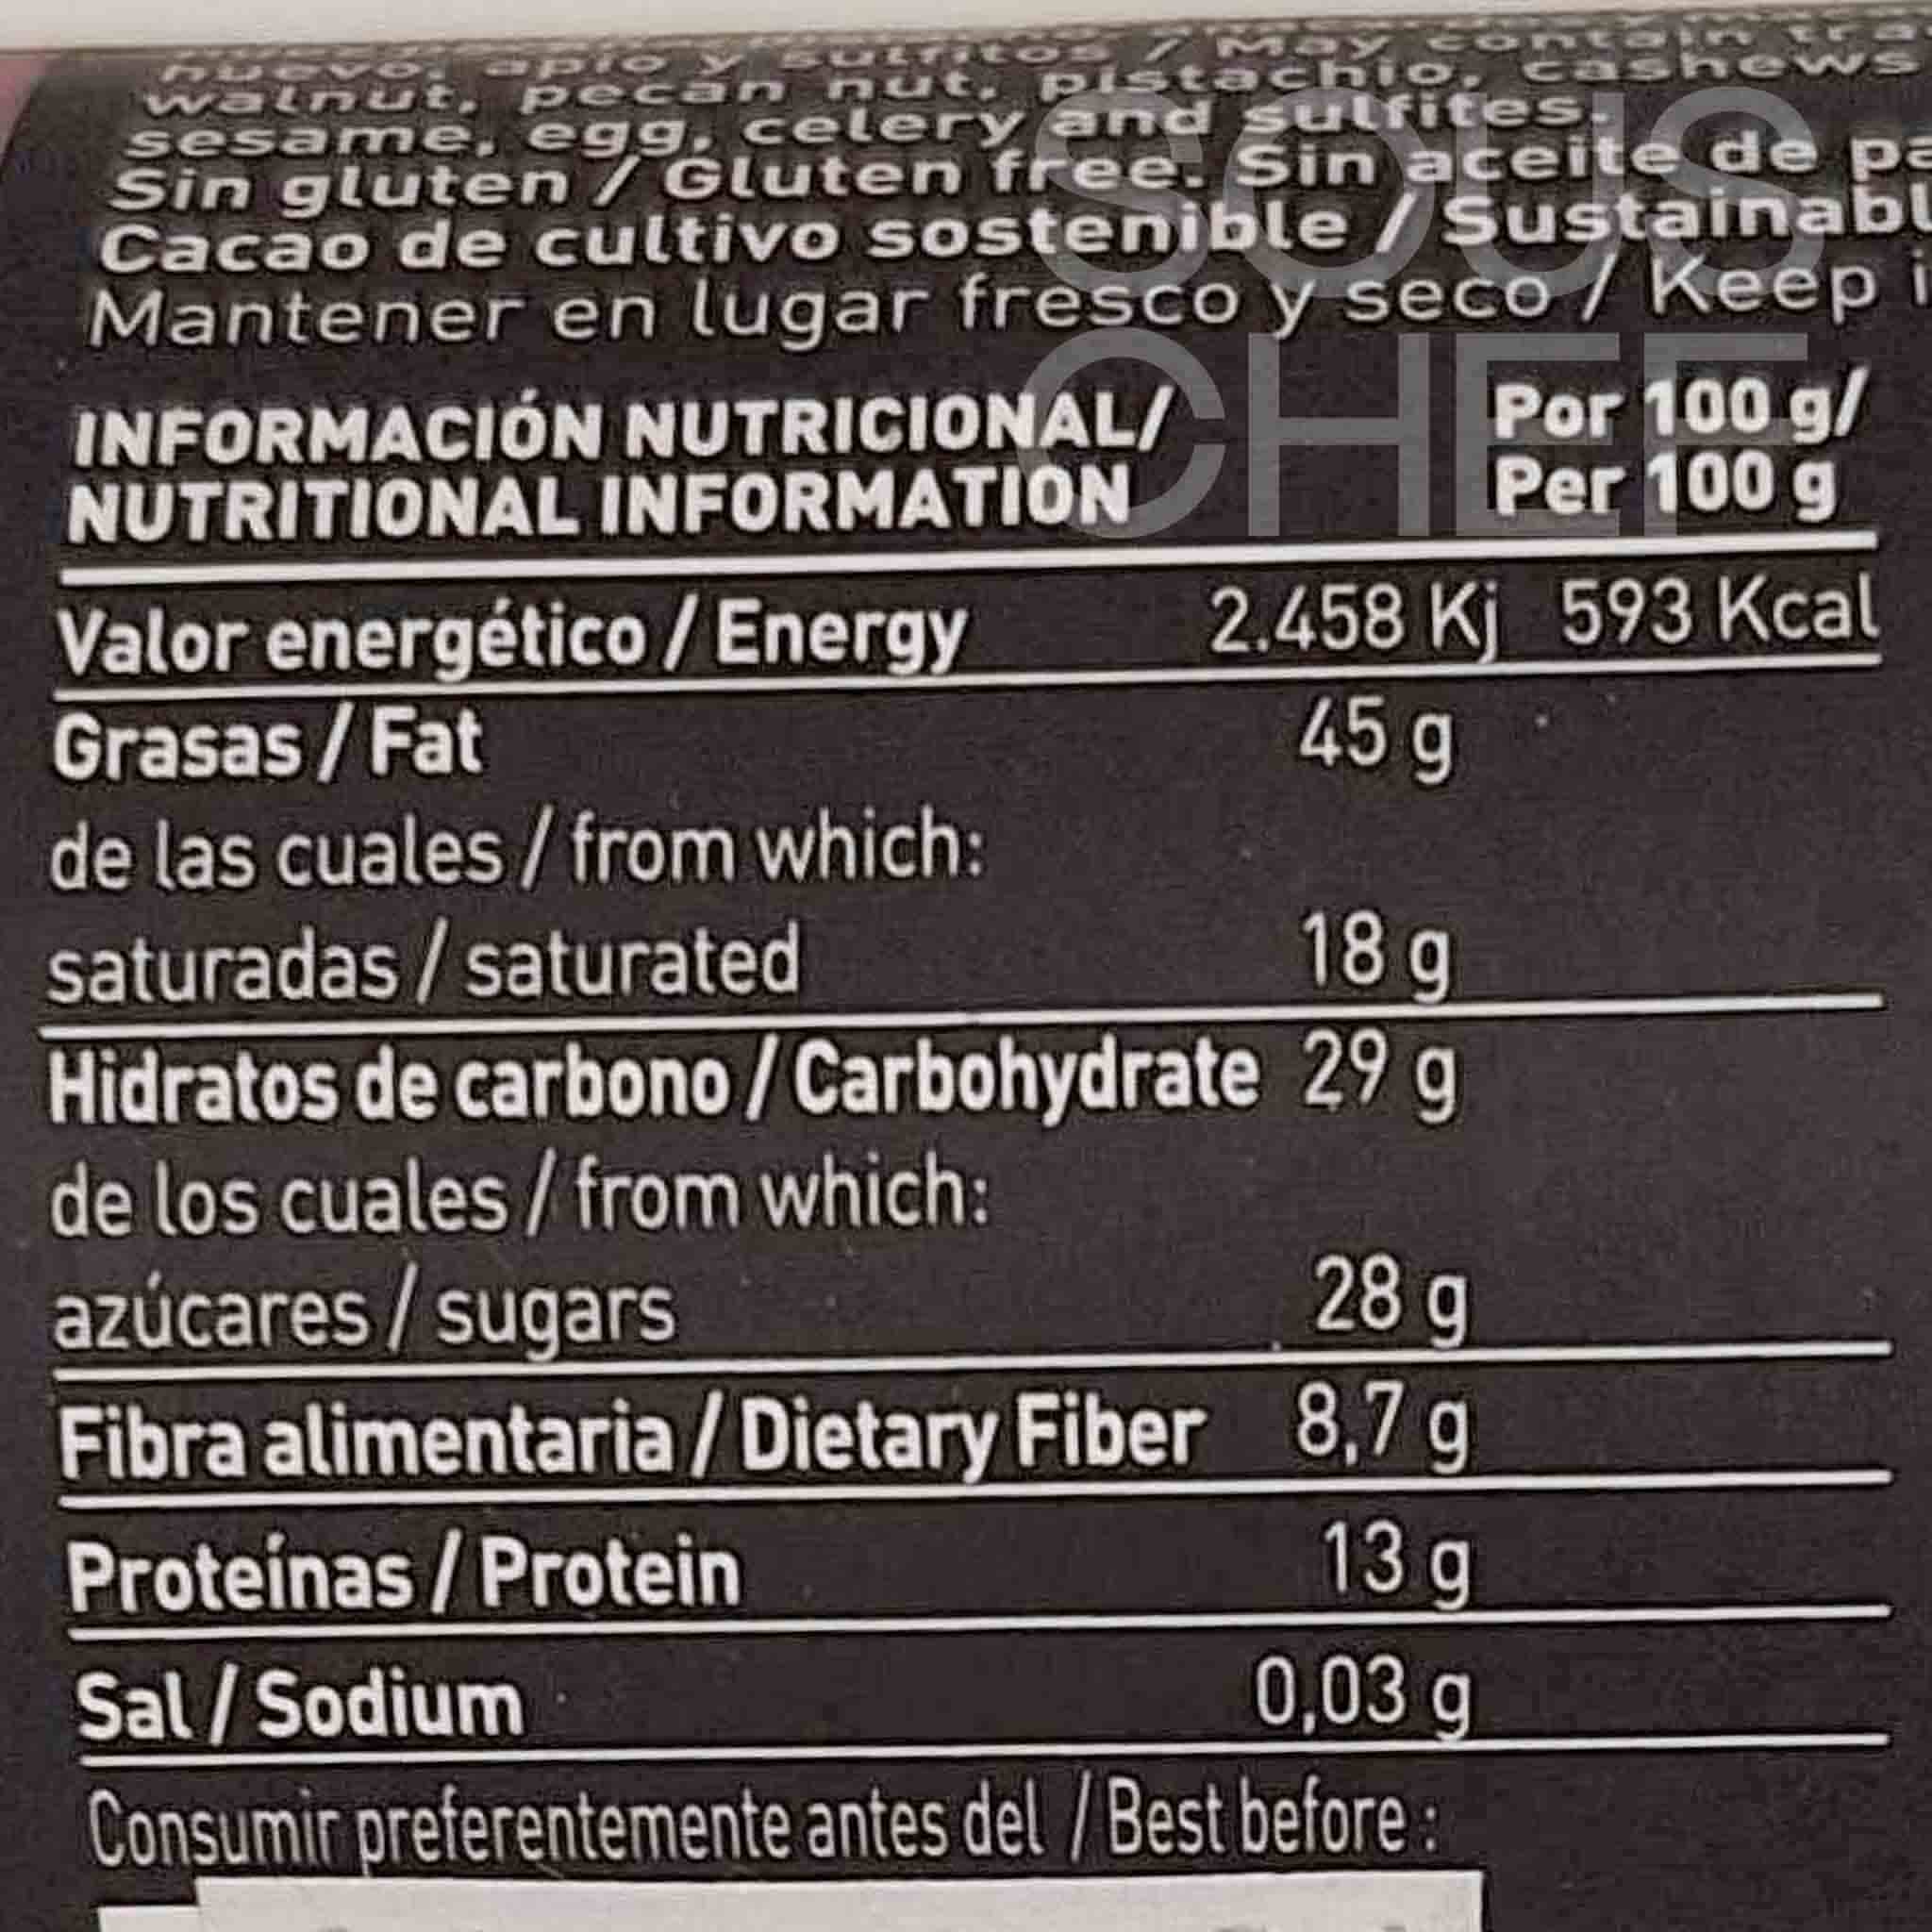 nuevo, apio y sulfitos / May contain tra
walnut, pecan nut, pistachio, cashews
sesame, egg, celery and sulfites.
Sin gluten / Gluten free. Sin aceite de pa
Cacao de cultivo sostenible / Sustainabl
Mantener en lugar fresco y seco / Keep i
SOUS
CHEF
INFORMACIÓN NUTRICIONAL/ Por 100 g/
NUTRITIONAL INFORMATION Per 100 g
Valor energético / Energy 2.458 Kj 593 Kcal
Grasas / Fat 45 g
de las cuales / from which:
saturadas / saturated 18 g
Hidratos de carbono / Carbohydrate 29 g
de los cuales / from which:
azúcares / sugars 28 g
Fibra alimentaria / Dietary Fiber 8,7 g
Proteínas / Protein 13 g
Sal / Sodium 0,03 g
Consumir preferentemente antes del / Best before :